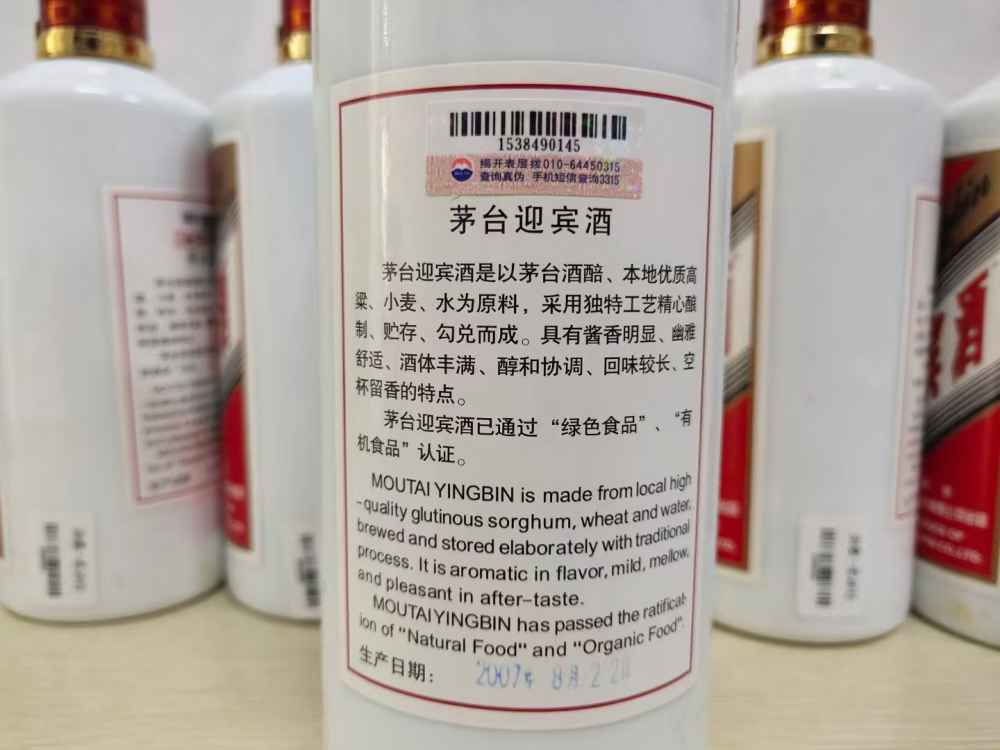 1538490145
揭开表层拨010-64450315
查询真伪 手机短信查询3315
茅台迎宾酒
茅台迎宾酒是以茅台酒醅、本地优质高
粱、小麦、水为原料，采用独特工艺精心酿
制、贮存、勾兑而成。具有酱香明显、幽雅
舒适、酒体丰满、醇和协调、回味较长、空
杯留香的特点。
茅台迎宾酒已通过“绿色食品”、“有
机食品”认证。
MOUTAI YINGBIN is made from local high
-quality glutinous sorghum, wheat and water,
brewed and stored elaborately with traditional
process. It is aromatic in flavor, mild, mellow,
and pleasant in after-taste.
MOUTAI YINGBIN has passed the ratificat-
ion of "Natural Food" and "Organic Food".
生产日期：
2007年 8月 22日
酒